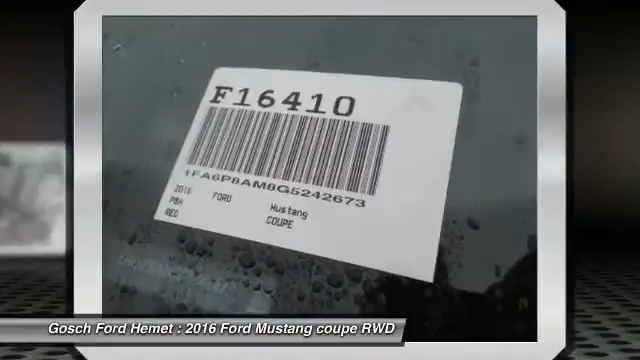 F16410
1FA6P8AM8G5242673
2016 FORD Mustang
P8A COUPE
RED
Gosch Ford Hemet : 2016 Ford Mustang coupe RWD